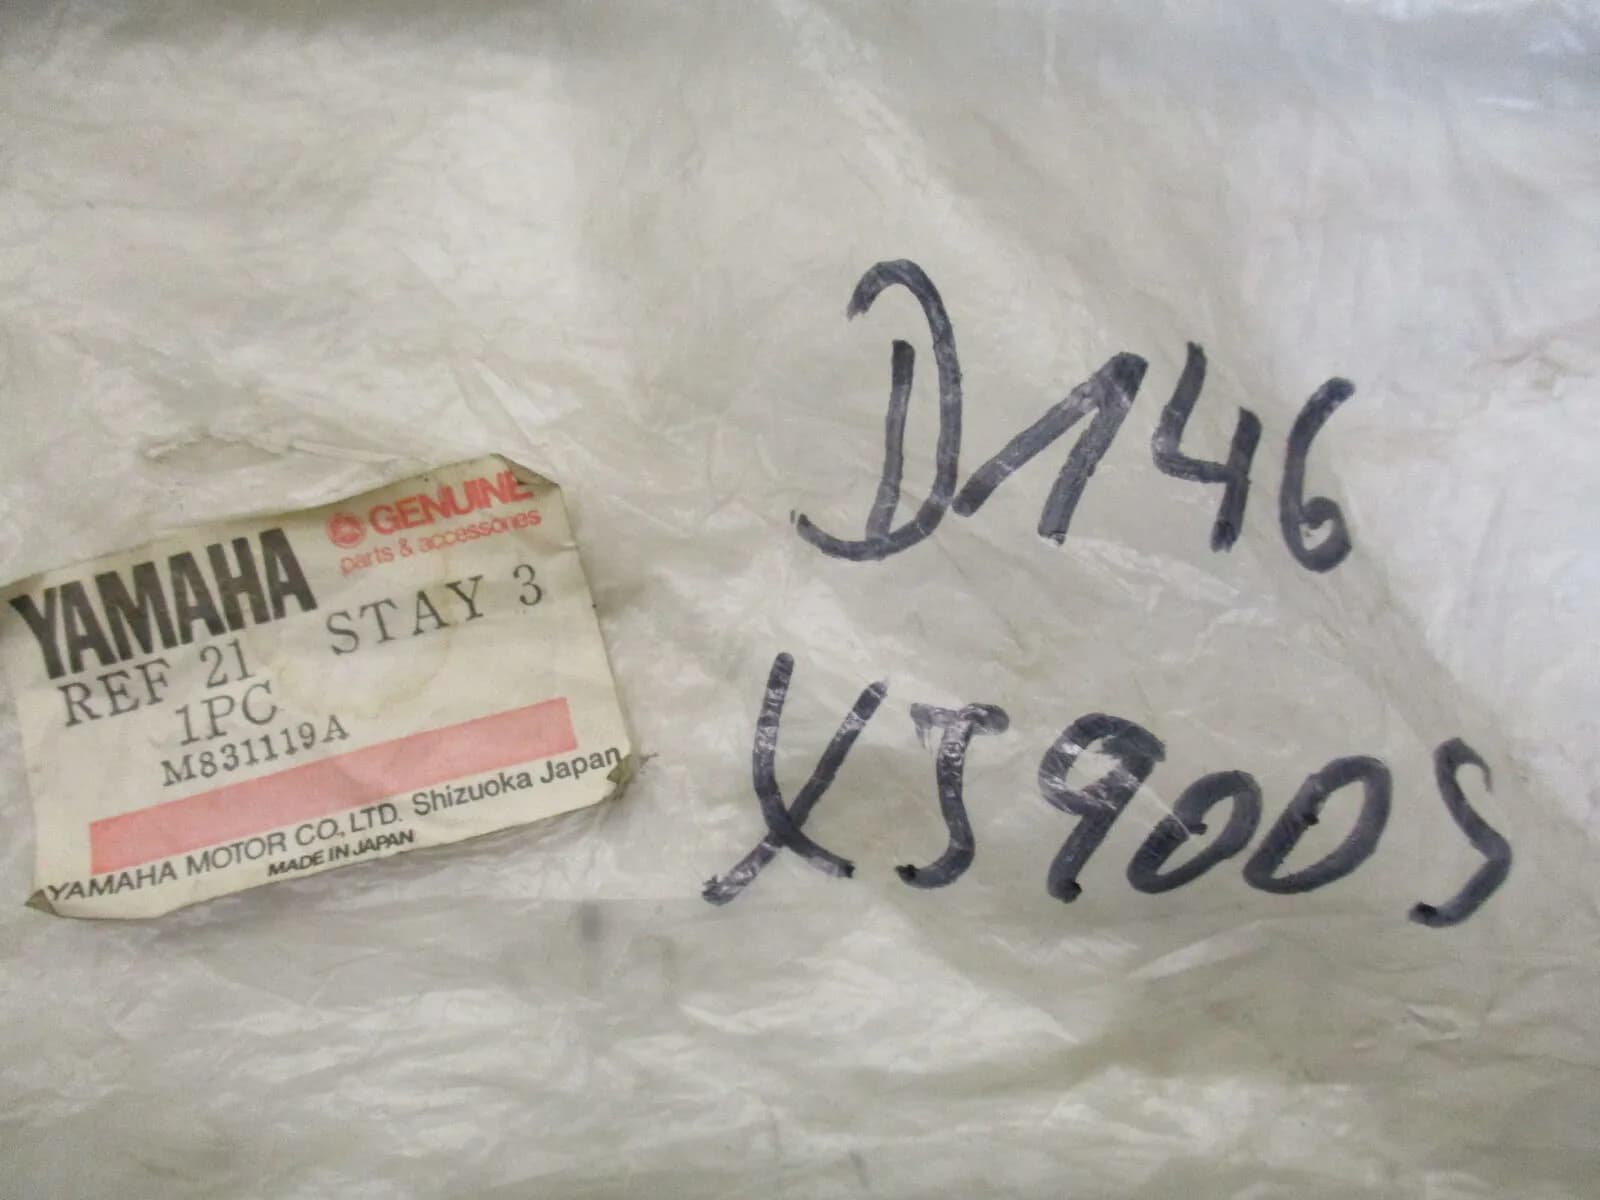 YAMAHA
GENUINE
parts & accessories
REF 21 STAY 3
1PC
M831119A
YAMAHA MOTOR CO., LTD. Shizuoka Japan
MADE IN JAPAN
D146
XJ900S